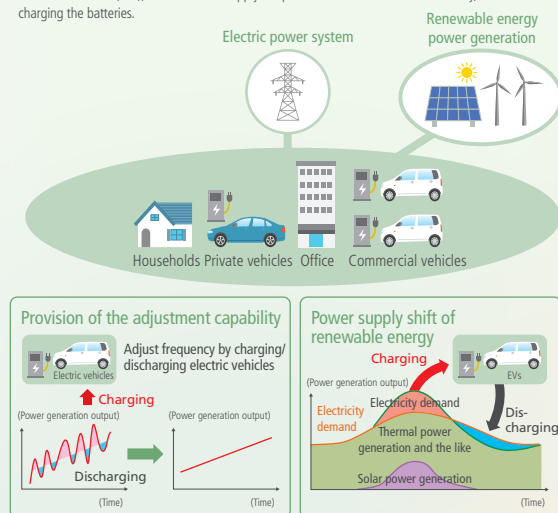 charging the batteries.
Electric power system
Renewable energy
power generation
Households Private vehicles Office Commercial vehicles
Provision of the adjustment capability
Electric vehicles
Adjust frequency by charging/
discharging electric vehicles
Charging
(Power generation output)
(Power generation output)
Discharging
(Time)
(Time)
Power supply shift of
renewable energy
Charging
EVs
(Power generation output)
Electricity
demand
Electricity demand
Dis-
charging
Thermal power
generation and the like
Solar power generation
(Time)